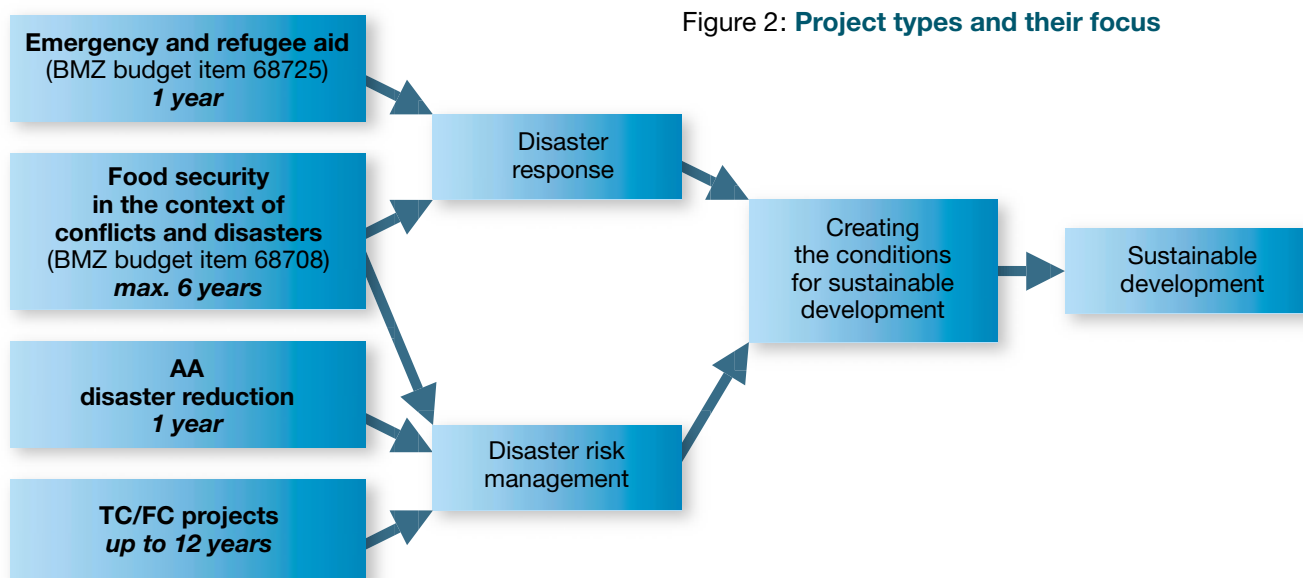 Figure 2: Project types and their focus
Emergency and refugee aid
(BMZ budget item 68725)
1 year
Food security
in the context of
conflicts and disasters
(BMZ budget item 68708)
max. 6 years
AA
disaster reduction
1 year
TC/FC projects
up to 12 years
Disaster
response
Disaster risk
management
Creating
the conditions
for sustainable
development
Sustainable
development